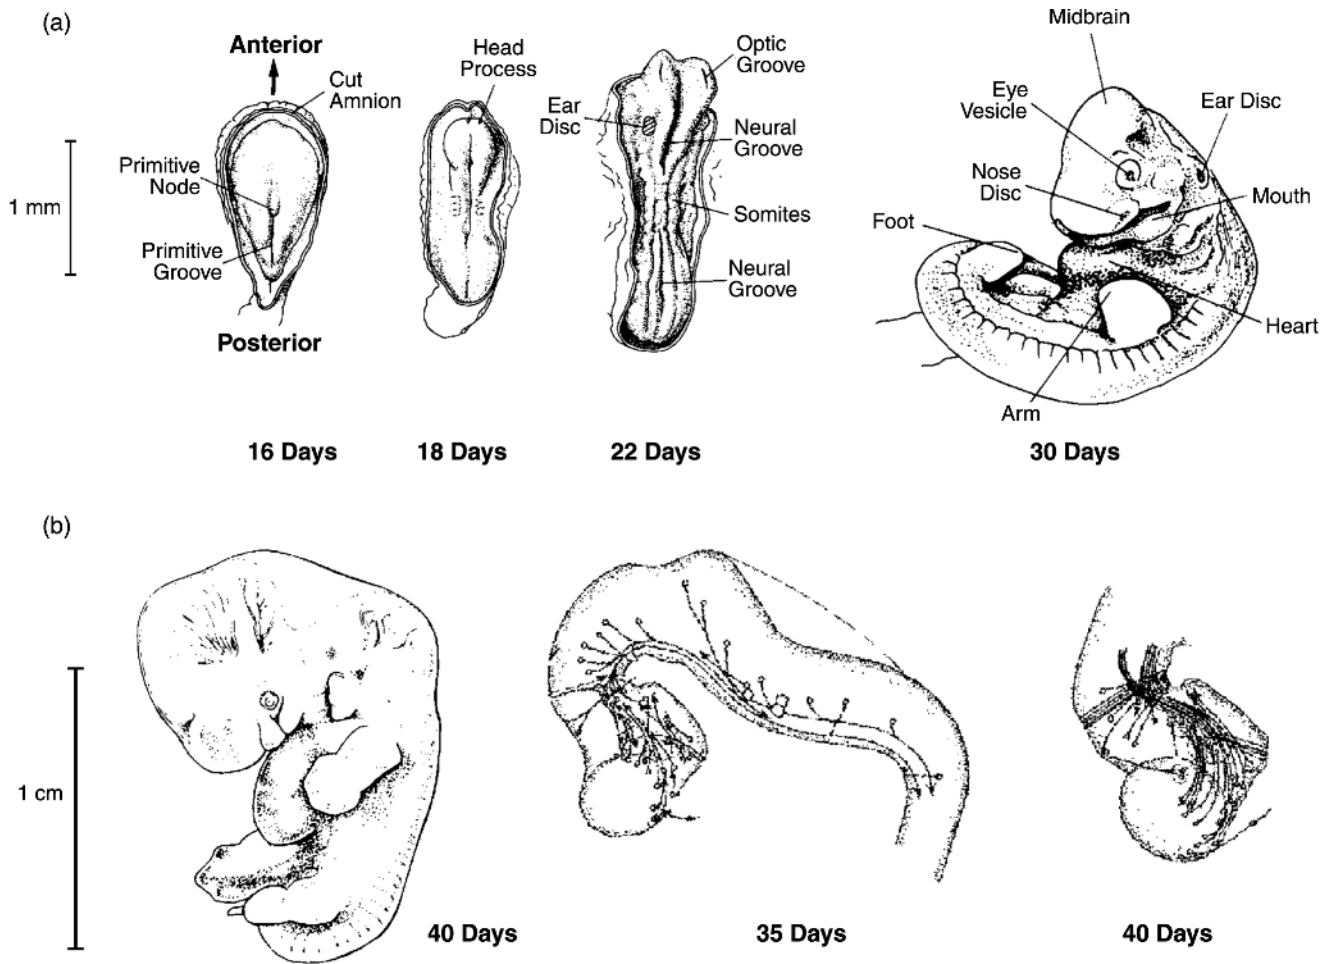 (a)
Anterior
Cut
Amnion
Primitive
Node
Primitive
Groove
Posterior
1 mm
16 Days
Head
Process
18 Days
Ear
Disc
Optic
Groove
Neural
Groove
Somites
Neural
Groove
22 Days
Midbrain
Eye
Vesicle
Ear Disc
Nose
Disc
Mouth
Foot
Heart
Arm
30 Days
(b)
1 cm
40 Days
35 Days
40 Days